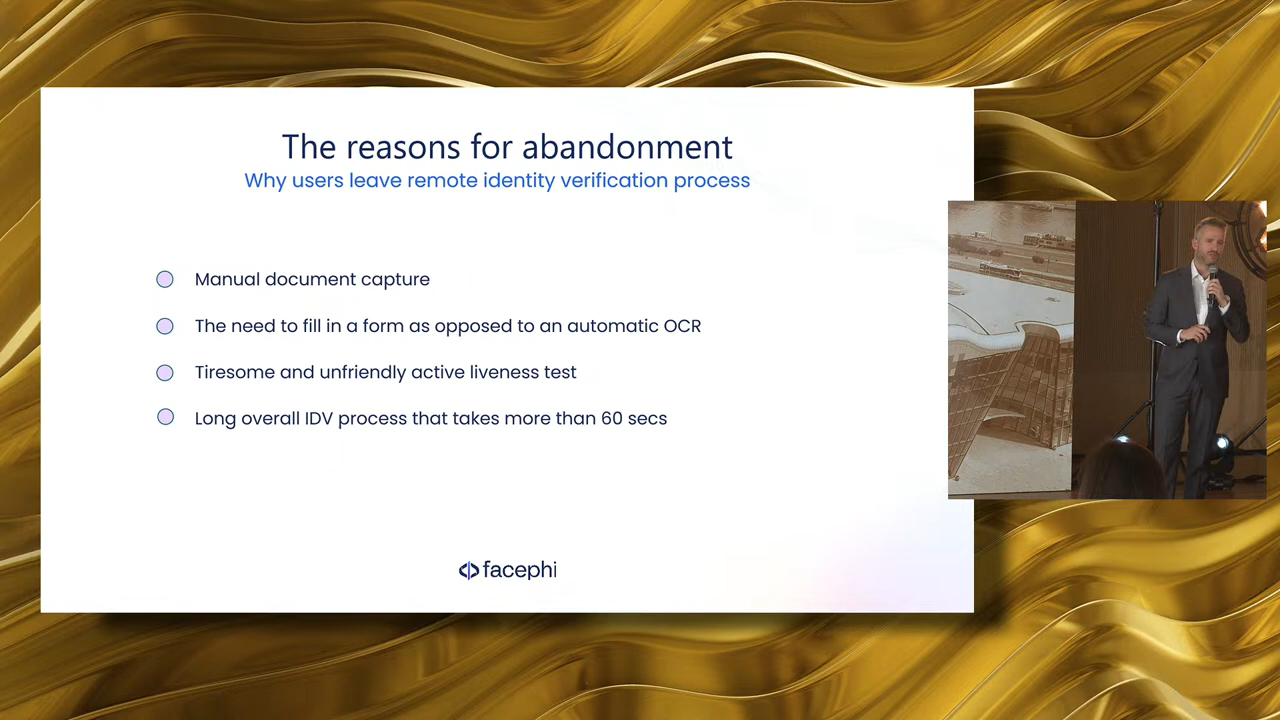 The reasons for abandonment
Why users leave remote identity verification process
Manual document capture
The need to fill in a form as opposed to an automatic OCR
Tiresome and unfriendly active liveness test
Long overall IDV process that takes more than 60 secs
facephi